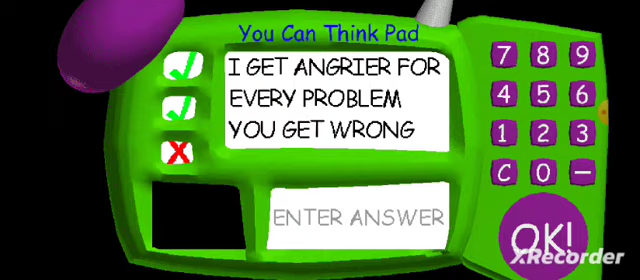 You Can Think Pad
I GET ANGRIER FOR
EVERY PROBLEM
YOU GET WRONG
7 8 9
4 5 6
1 2 3
C 0 −
ENTER ANSWER
OK!
XRecorder